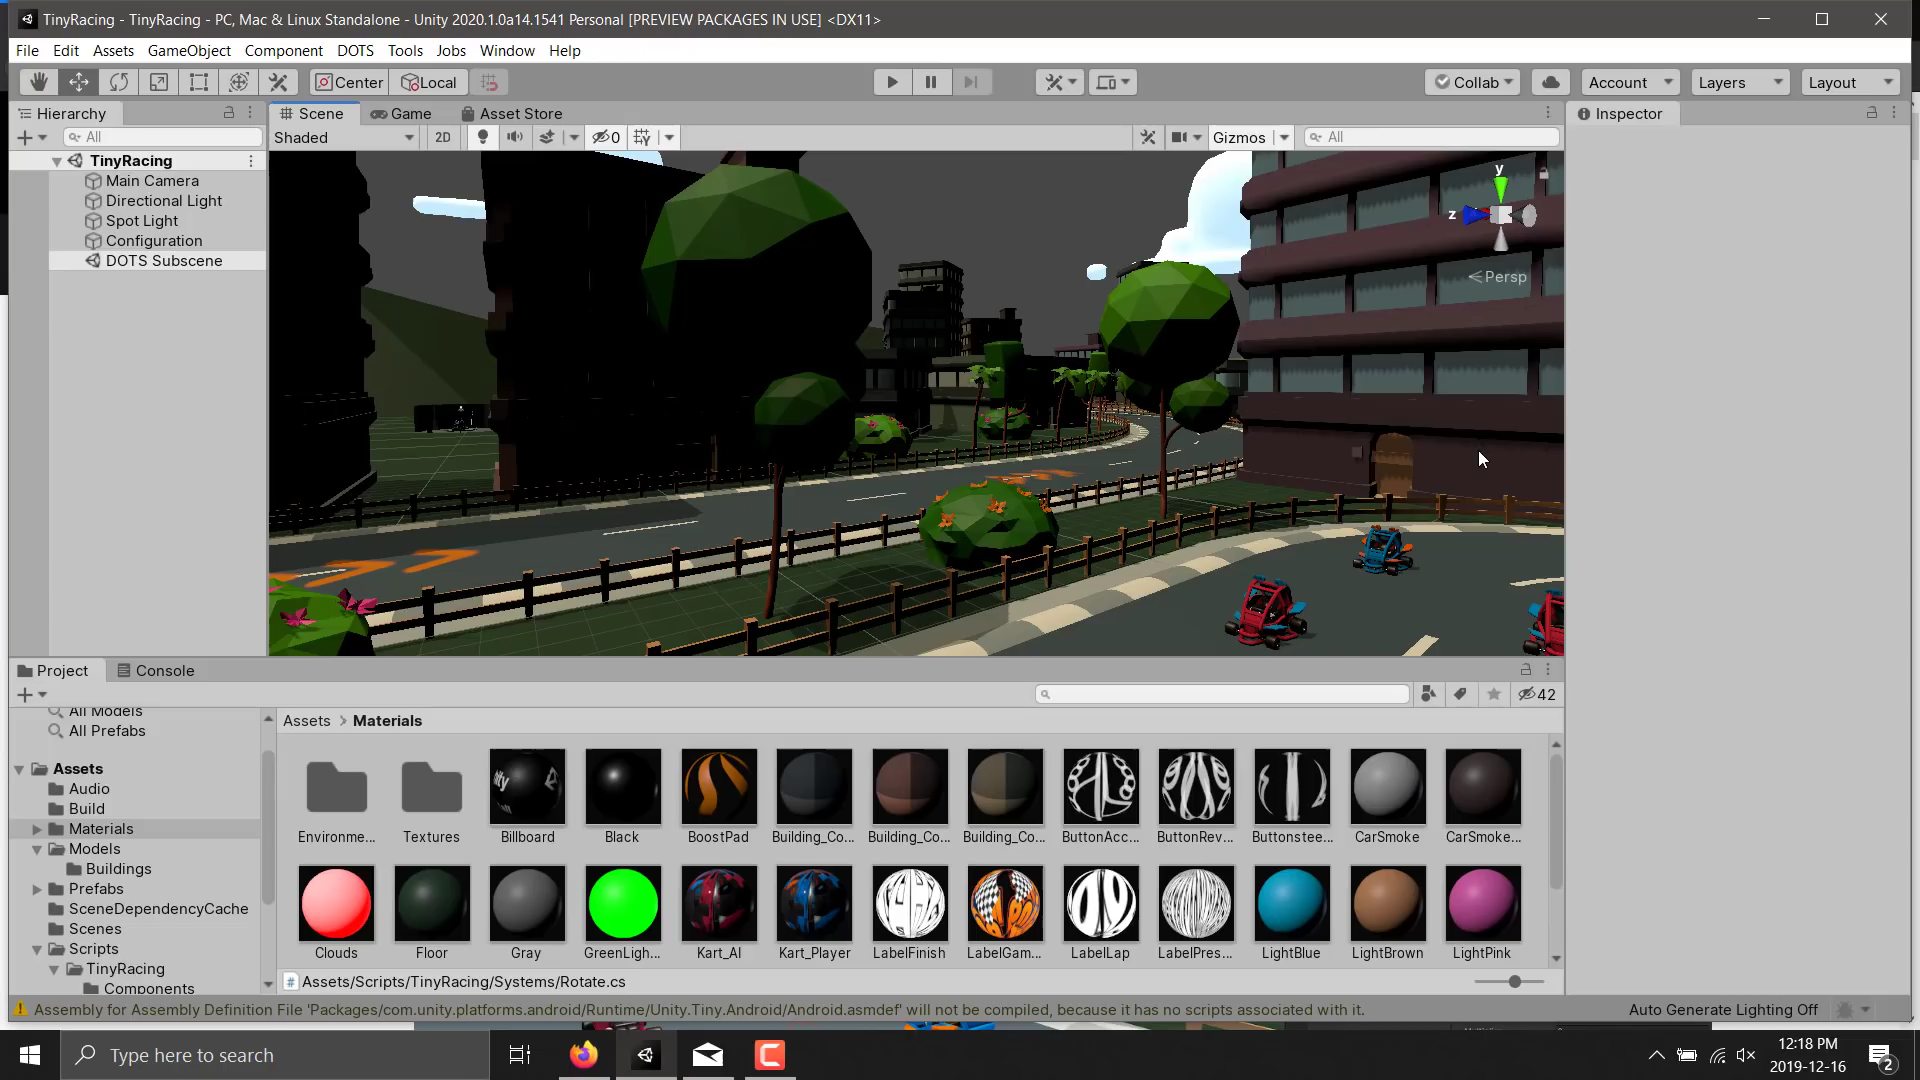 TinyRacing - TinyRacing - PC, Mac & Linux Standalone - Unity 2020.1.0a14.1541 Personal [PREVIEW PACKAGES IN USE] <DX11>
File Edit Assets GameObject Component DOTS Tools Jobs Window Help
Center Local Collab Account Layers Layout
Hierarchy
All
TinyRacing
Main Camera
Directional Light
Spot Light
Configuration
DOTS Subscene
Scene Game Asset Store
Shaded 2D 0 Gizmos All
y
z
Persp
Inspector
Project Console
42
All Models
All Prefabs
Assets
Audio
Build
Materials
Models
Buildings
Prefabs
SceneDependencyCache
Scenes
Scripts
TinyRacing
Components
Assets > Materials
Environme... Textures Billboard Black BoostPad Building_Co... Building_Co... Building_Co... ButtonAcc... ButtonRev... Buttonstee... CarSmoke CarSmoke...
Clouds Floor Gray GreenLigh... Kart_AI Kart_Player LabelFinish LabelGam... LabelLap LabelPres... LightBlue LightBrown LightPink
Assets/Scripts/TinyRacing/Systems/Rotate.cs
Assembly for Assembly Definition File 'Packages/com.unity.platforms.android/Runtime/Unity.Tiny.Android/Android.asmdef' will not be compiled, because it has no scripts associated with it.
Auto Generate Lighting Off
Type here to search
12:18 PM
2019-12-16
2